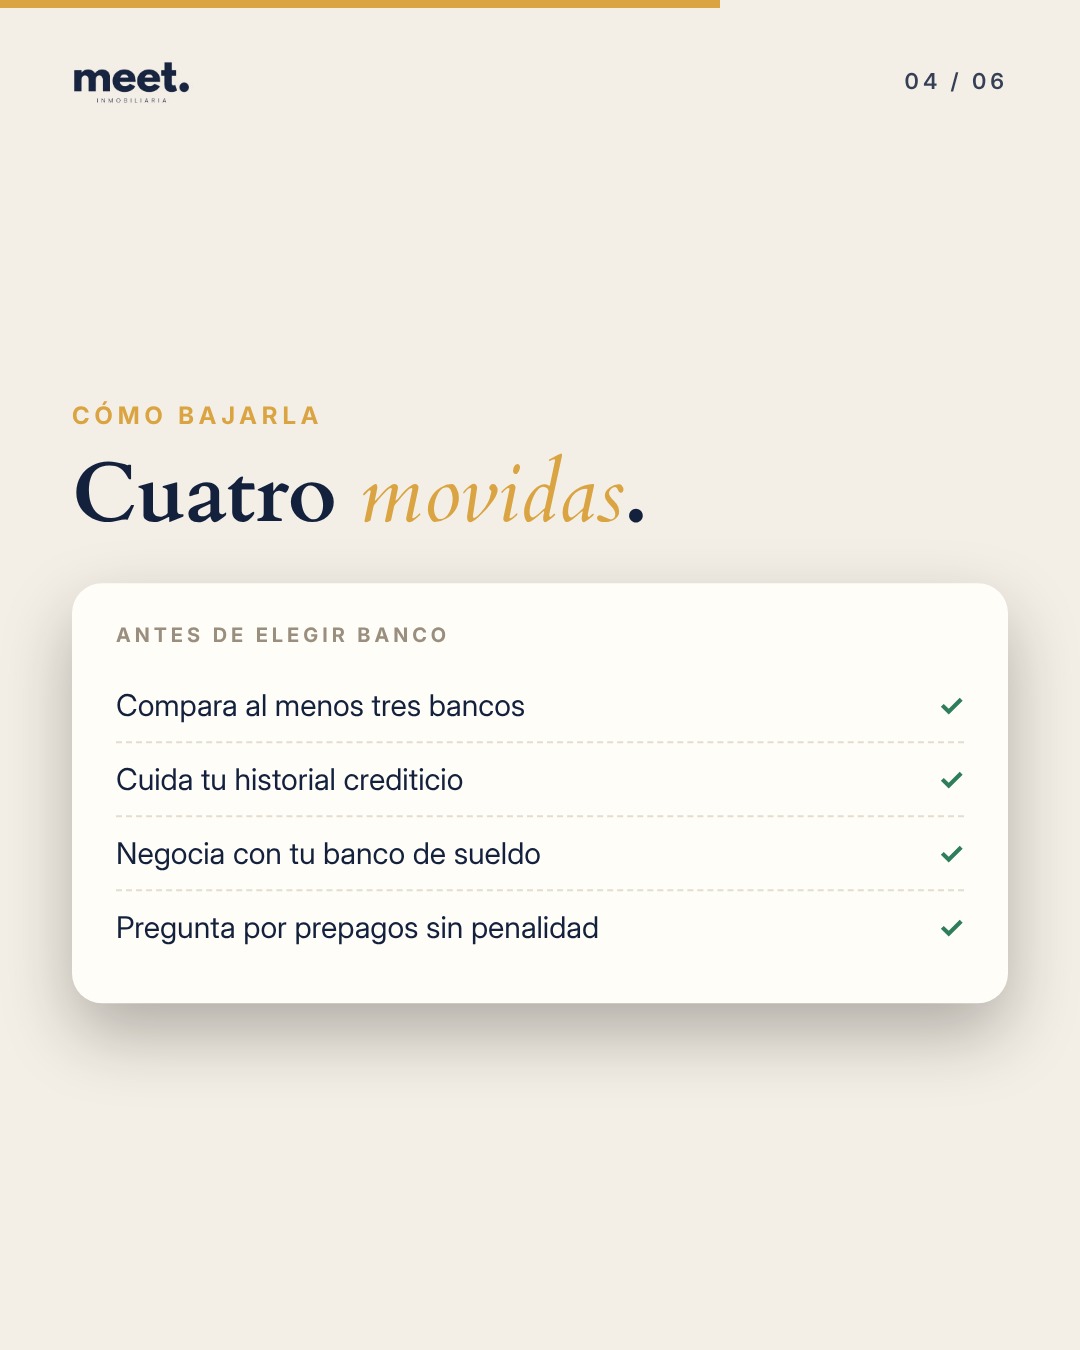 meet.
INMOBILIARIA
04 / 06
CÓMO BAJARLA
Cuatro movidas.
ANTES DE ELEGIR BANCO
Compara al menos tres bancos
Cuida tu historial crediticio
Negocia con tu banco de sueldo
Pregunta por prepagos sin penalidad